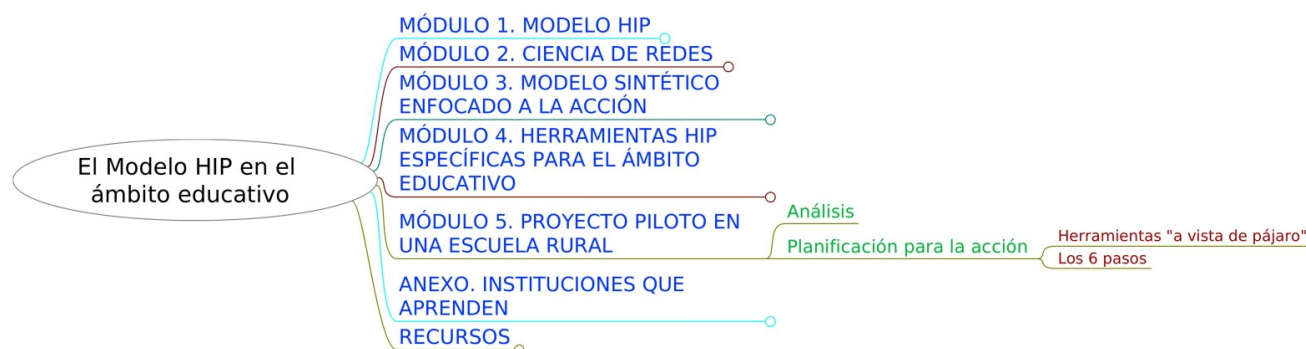 El Modelo HIP en el
ámbito educativo
MÓDULO 1. MODELO HIP
MÓDULO 2. CIENCIA DE REDES
MÓDULO 3. MODELO SINTÉTICO
ENFOCADO A LA ACCIÓN
MÓDULO 4. HERRAMIENTAS HIP
ESPECÍFICAS PARA EL ÁMBITO
EDUCATIVO
MÓDULO 5. PROYECTO PILOTO EN
UNA ESCUELA RURAL
Análisis
Planificación para la acción
Herramientas "a vista de pájaro"
Los 6 pasos
ANEXO. INSTITUCIONES QUE
APRENDEN
RECURSOS